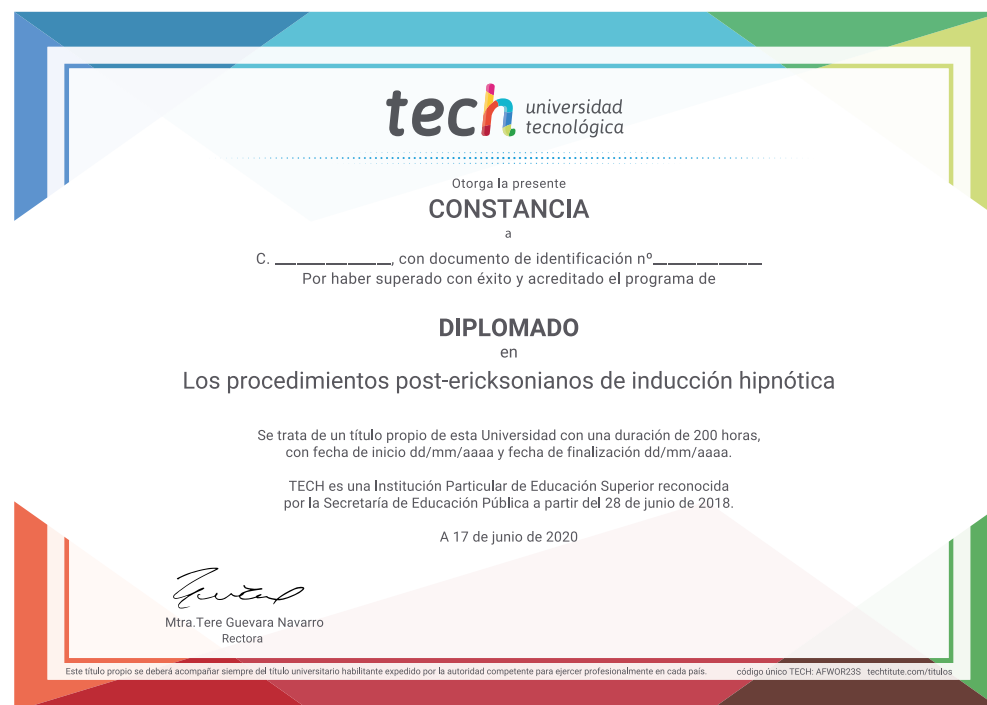 tech universidad
tecnológica
Otorga la presente
CONSTANCIA
a
C. ______________, con documento de identificación nº_____________
Por haber superado con éxito y acreditado el programa de
DIPLOMADO
en
Los procedimientos post-ericksonianos de inducción hipnótica
Se trata de un título propio de esta Universidad con una duración de 200 horas,
con fecha de inicio dd/mm/aaaa y fecha de finalización dd/mm/aaaa.
TECH es una Institución Particular de Educación Superior reconocida
por la Secretaría de Educación Pública a partir del 28 de junio de 2018.
A 17 de junio de 2020
Mtra.Tere Guevara Navarro
Rectora
Este título propio se deberá acompañar siempre del título universitario habilitante expedido por la autoridad competente para ejercer profesionalmente en cada país. código único TECH: AFWOR23S techtitute.com/titulos